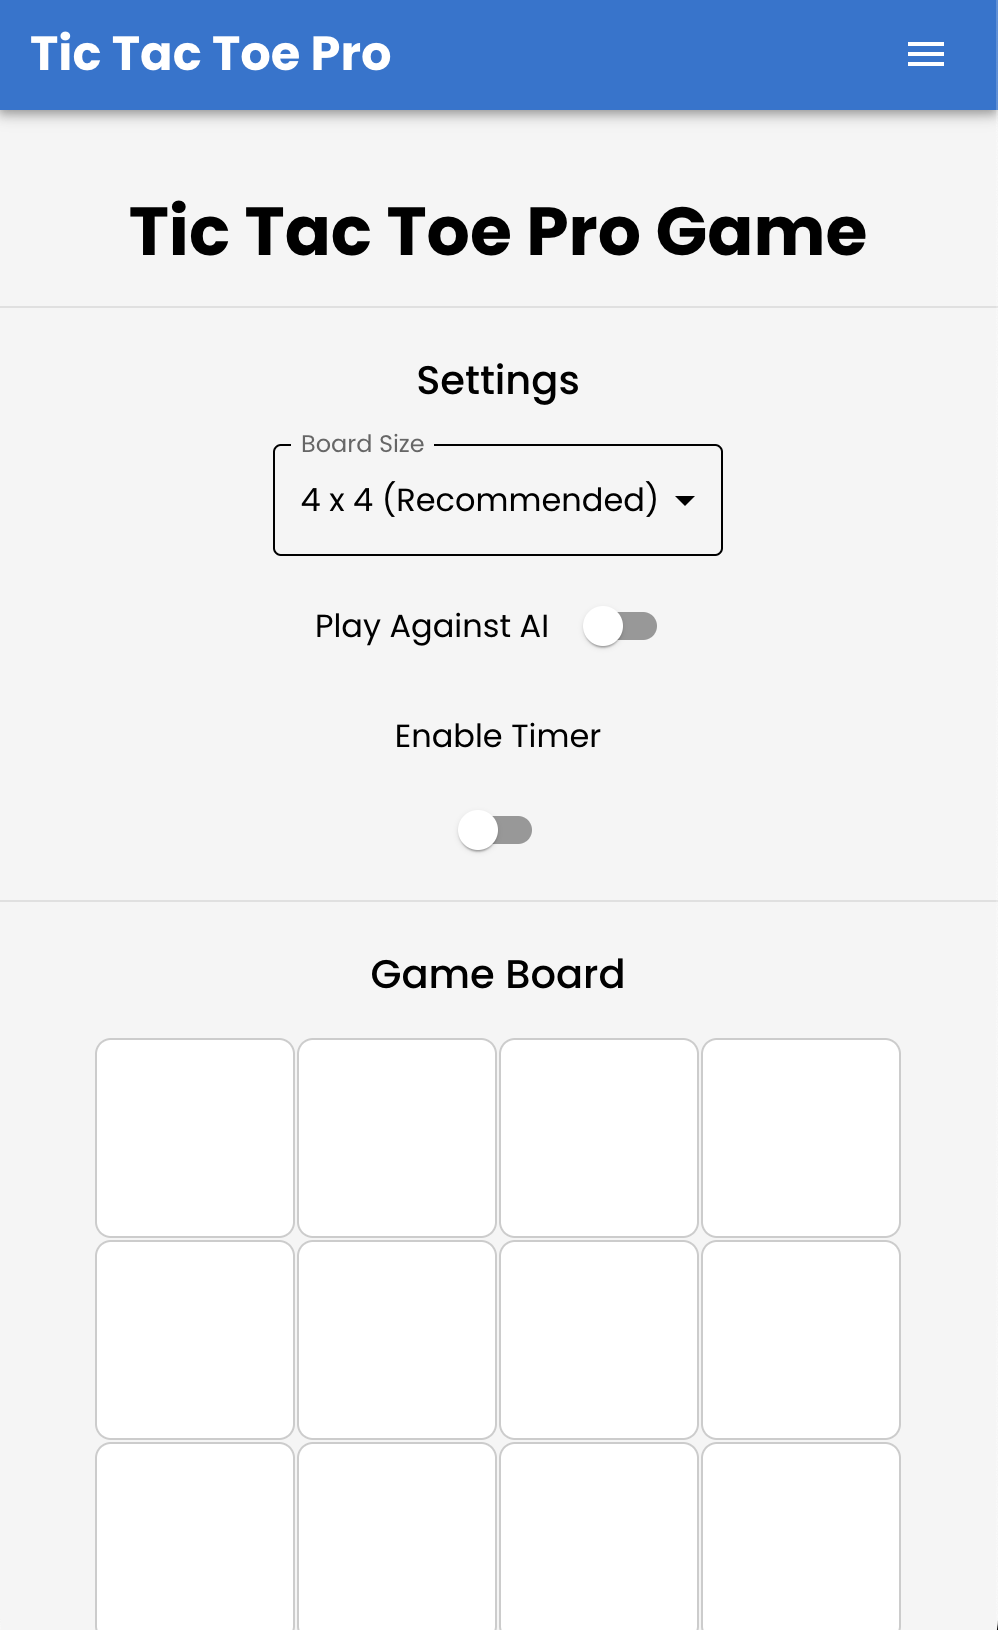 Tic Tac Toe Pro
Tic Tac Toe Pro Game
Settings
Board Size
4 x 4 (Recommended)
Play Against AI
Enable Timer
Game Board